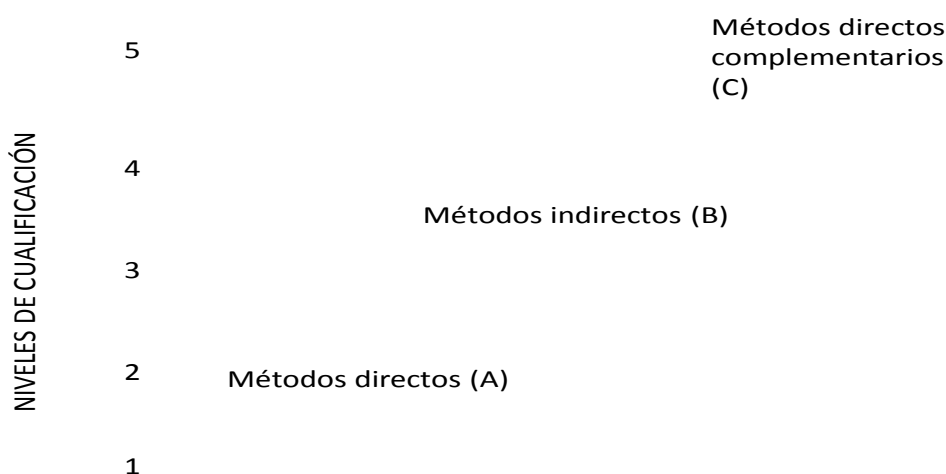 Métodos directos
complementarios
(C)
5
4
Métodos indirectos (B)
3
2
Métodos directos (A)
1
NIVELES DE CUALIFICACIÓN